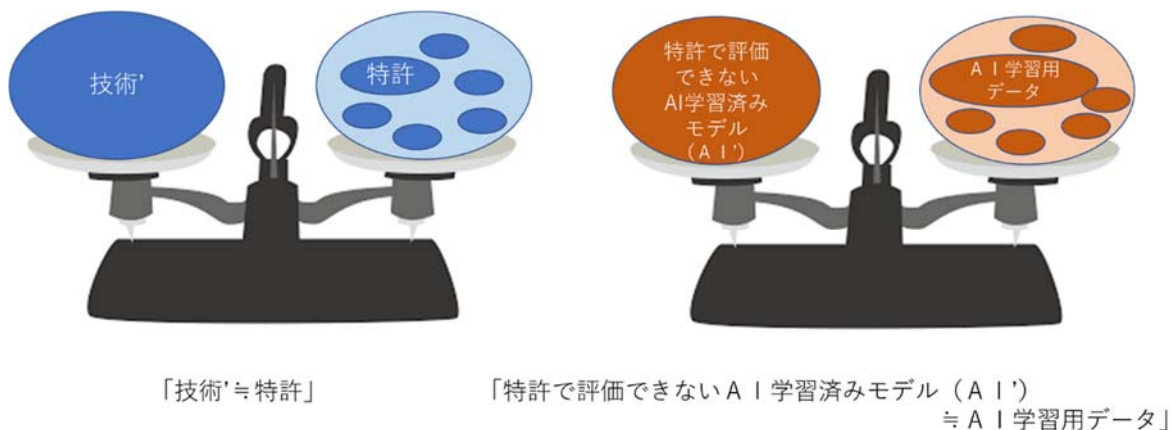 技術’
特許
特許で評価
できない
AI学習済み
モデル
(ＡＩ’)
ＡＩ学習用
データ
「技術’≒特許」
「特許で評価できないＡＩ学習済みモデル（ＡＩ’）
≒ＡＩ学習用データ」